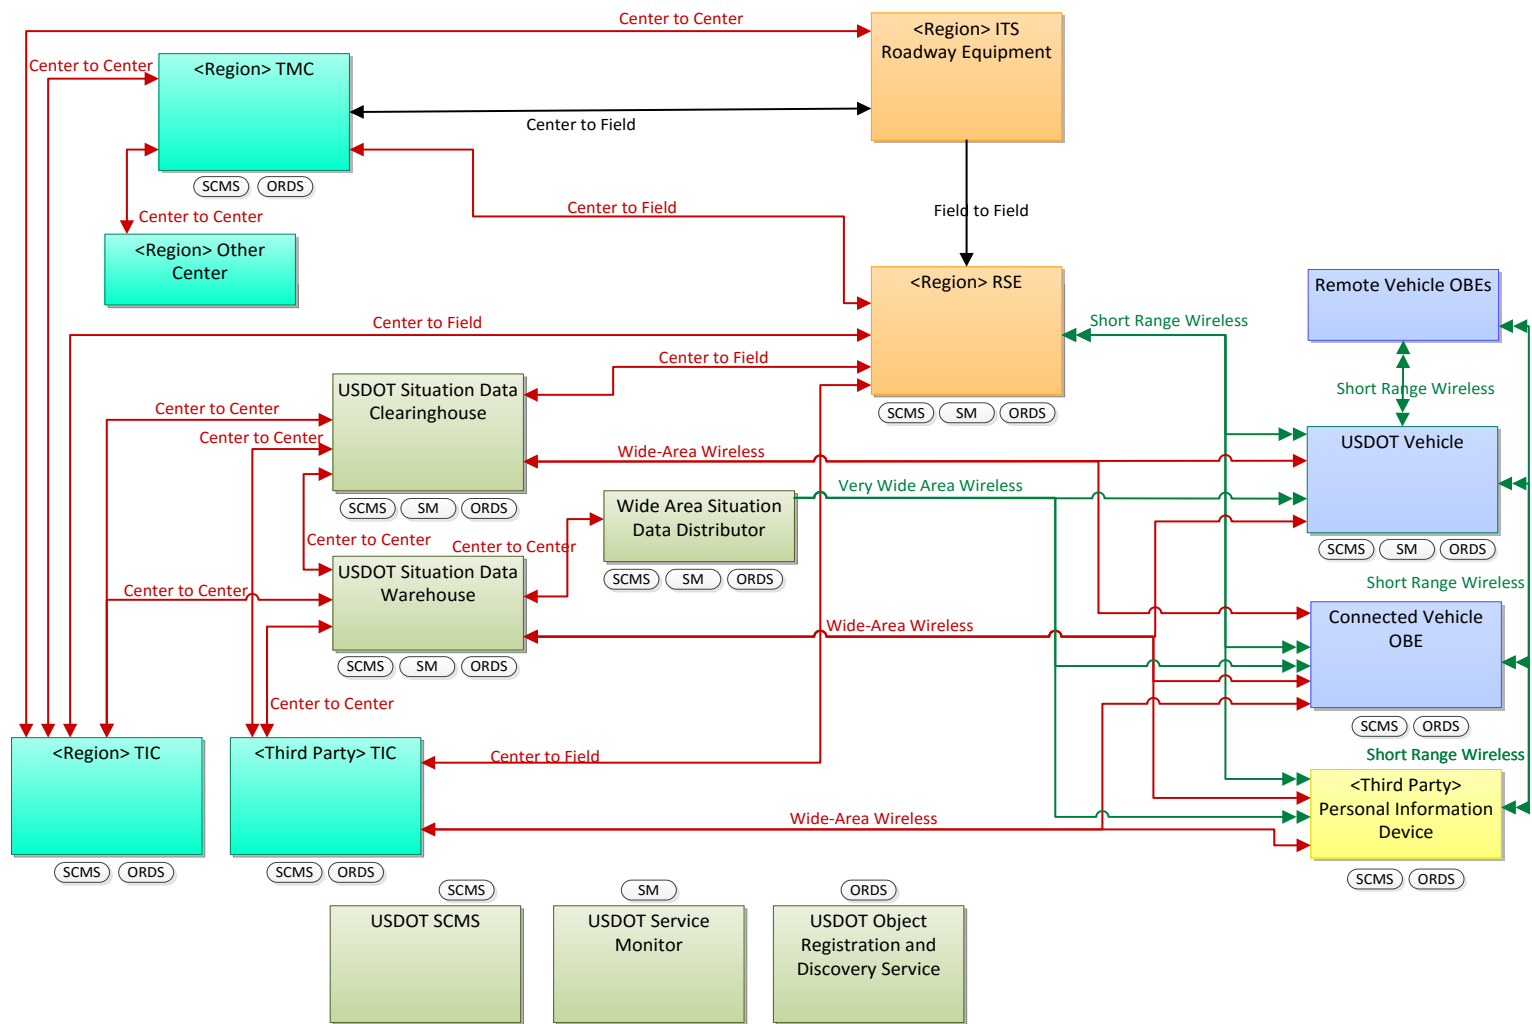 Center to Center
<Region> ITS
Roadway Equipment
Center to Center
<Region> TMC
Center to Field
SCMS
ORDS
Center to Center
Center to Field
Field to Field
<Region> Other
Center
<Region> RSE
Remote Vehicle OBEs
Center to Field
Short Range Wireless
Center to Field
USDOT Situation Data
Clearinghouse
Short Range Wireless
Center to Center
SCMS
SM
ORDS
Center to Center
Wide-Area Wireless
USDOT Vehicle
Very Wide Area Wireless
Wide Area Situation
Data Distributor
SCMS
SM
ORDS
Center to Center
Center to Center
SCMS
SM
ORDS
USDOT Situation Data
Warehouse
SCMS
SM
ORDS
Short Range Wireless
Center to Center
Wide-Area Wireless
Connected Vehicle
OBE
SCMS
SM
ORDS
Center to Center
SCMS
ORDS
<Region> TIC
<Third Party> TIC
Center to Field
Short Range Wireless
<Third Party>
Personal Information
Device
Wide-Area Wireless
SCMS
ORDS
SCMS
ORDS
SCMS
ORDS
SCMS
SM
ORDS
USDOT SCMS
USDOT Service
Monitor
USDOT Object
Registration and
Discovery Service